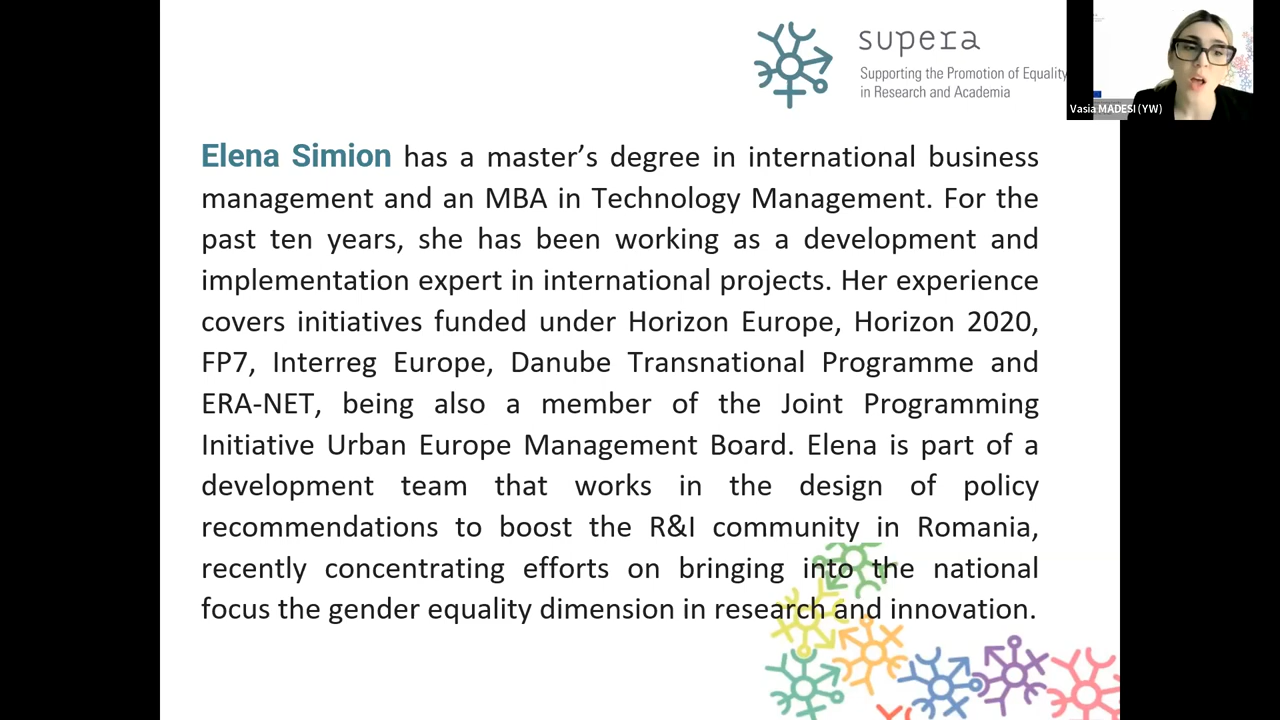 supera
Supporting the Promotion of Equality
in Research and Academia
Vasia MADESI (YW)
Elena Simion has a master’s degree in international business
management and an MBA in Technology Management. For the
past ten years, she has been working as a development and
implementation expert in international projects. Her experience
covers initiatives funded under Horizon Europe, Horizon 2020,
FP7, Interreg Europe, Danube Transnational Programme and
ERA-NET, being also a member of the Joint Programming
Initiative Urban Europe Management Board. Elena is part of a
development team that works in the design of policy
recommendations to boost the R&I community in Romania,
recently concentrating efforts on bringing into the national
focus the gender equality dimension in research and innovation.